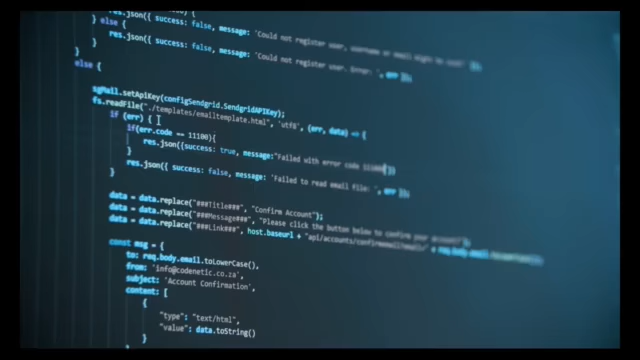 res.json({ success: false, message: 'Could not register user, username or email might be used'
} else {
res.json({ success: false, message: 'Could not register user. Error: ', err });
}
}
else {
sgMail.setApiKey(configSendgrid.SendgridAPIKey);
fs.readFile("./templates/emailtemplate.html", 'utf8', (err, data) => {
if (err) {
if(err.code == 11100){
res.json({success: true, message:"Failed with error code 11100"})
}
res.json({ success: false, message: 'Failed to read email file: ', err });
}
data = data.replace("###Title###", "Confirm Account");
data = data.replace("###Message###", "Please click the button below to confirm your account");
data = data.replace("###Link###", host.baseurl + "api/accounts/confirmemail/
const msg = {
to: req.body.email.toLowerCase(),
from: 'info@codenetic.co.za',
subject: 'Account Confirmation',
content: [
{
"type": "text/html",
"value": data.toString()
}